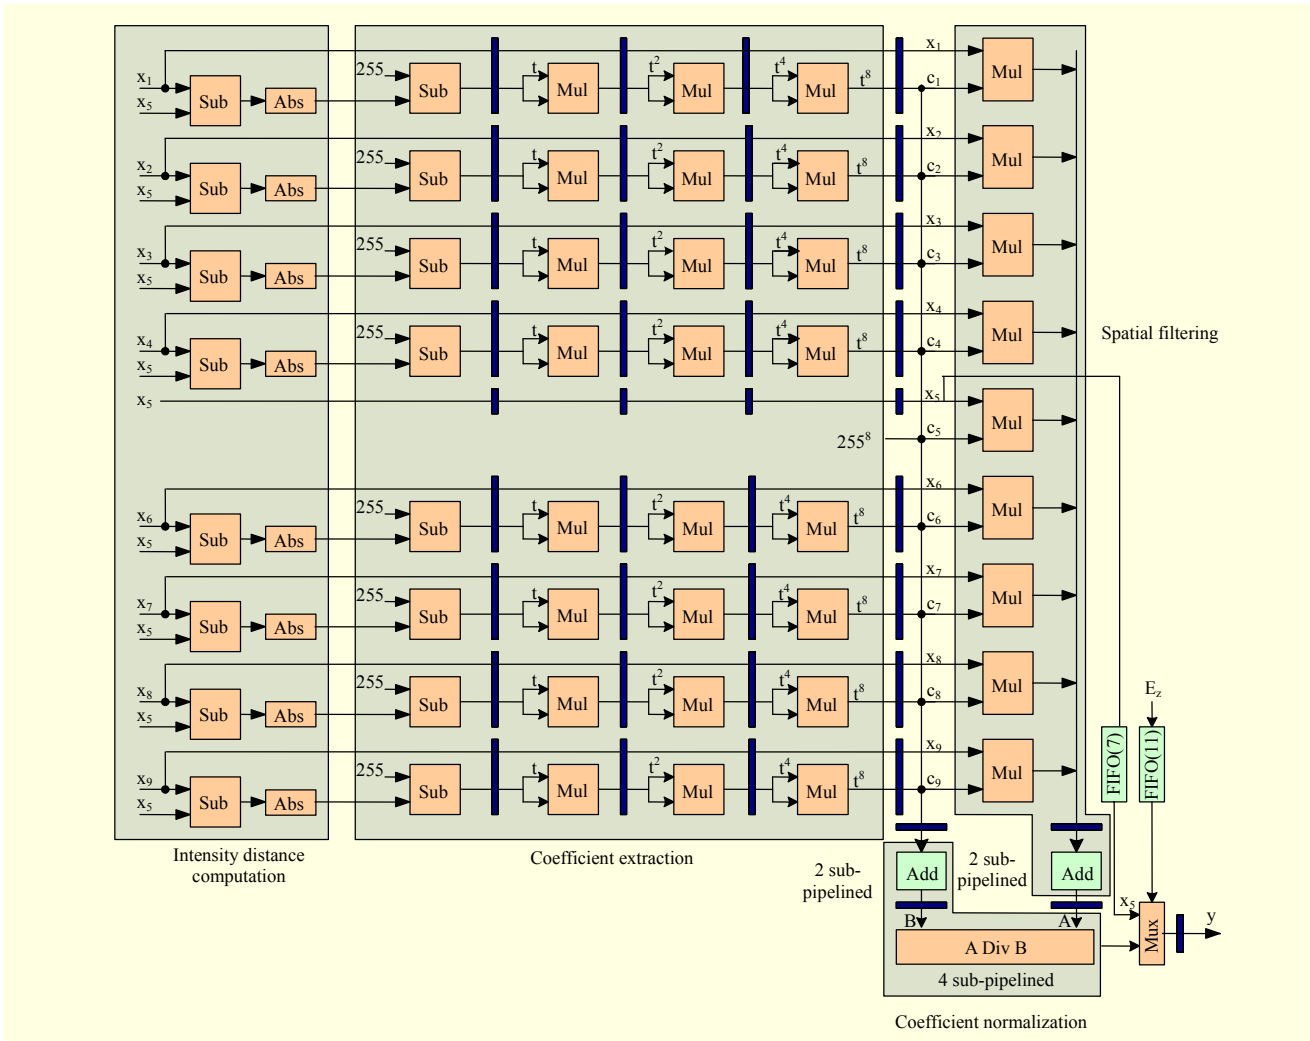 x₁
x₅
Sub
Abs
255
Sub
t
Mul
t²
Mul
t⁴
Mul
t⁸
x₁
c₁
Mul
x₂
x₅
Sub
Abs
255
Sub
t
Mul
t²
Mul
t⁴
Mul
t⁸
x₂
c₂
Mul
x₃
x₅
Sub
Abs
255
Sub
t
Mul
t²
Mul
t⁴
Mul
t⁸
x₃
c₃
Mul
x₄
x₅
Sub
Abs
255
Sub
t
Mul
t²
Mul
t⁴
Mul
t⁸
x₄
c₄
Mul
Spatial filtering
x₅
x₅
255⁸
c₅
Mul
x₆
x₅
Sub
Abs
255
Sub
t
Mul
t²
Mul
t⁴
Mul
t⁸
x₆
c₆
Mul
x₇
x₅
Sub
Abs
255
Sub
t
Mul
t²
Mul
t⁴
Mul
t⁸
x₇
c₇
Mul
x₈
x₅
Sub
Abs
255
Sub
t
Mul
t²
Mul
t⁴
Mul
t⁸
x₈
c₈
Mul
x₉
x₅
Sub
Abs
255
Sub
t
Mul
t²
Mul
t⁴
Mul
t⁸
x₉
c₉
Mul
E_z
FIFO(7)
FIFO(11)
Intensity distance
computation
Coefficient extraction
2 sub-
pipelined
Add
2 sub-
pipelined
Add
B
A
x₅
Mux
y
A Div B
4 sub-pipelined
Coefficient normalization